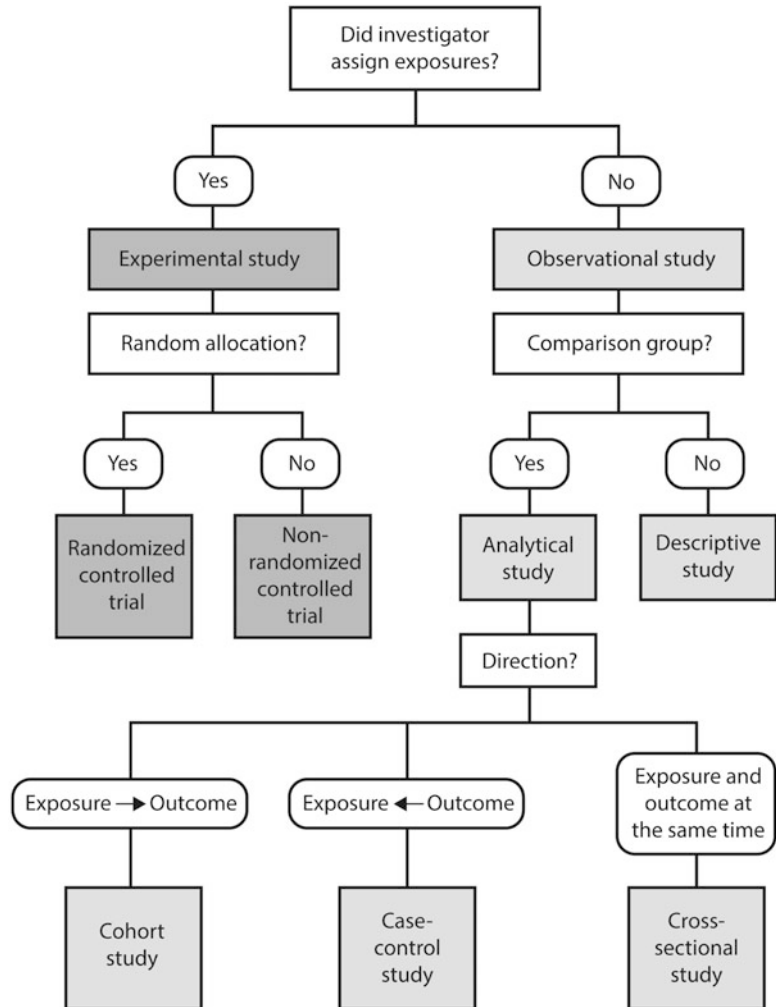 Did investigator
assign exposures?
Yes
No
Experimental study
Observational study
Random allocation?
Comparison group?
Yes
No
Yes
No
Randomized
controlled
trial
Non-
randomized
controlled
trial
Analytical
study
Descriptive
study
Direction?
Exposure → Outcome
Exposure ← Outcome
Exposure and
outcome at
the same time
Cohort
study
Case-
control
study
Cross-
sectional
study